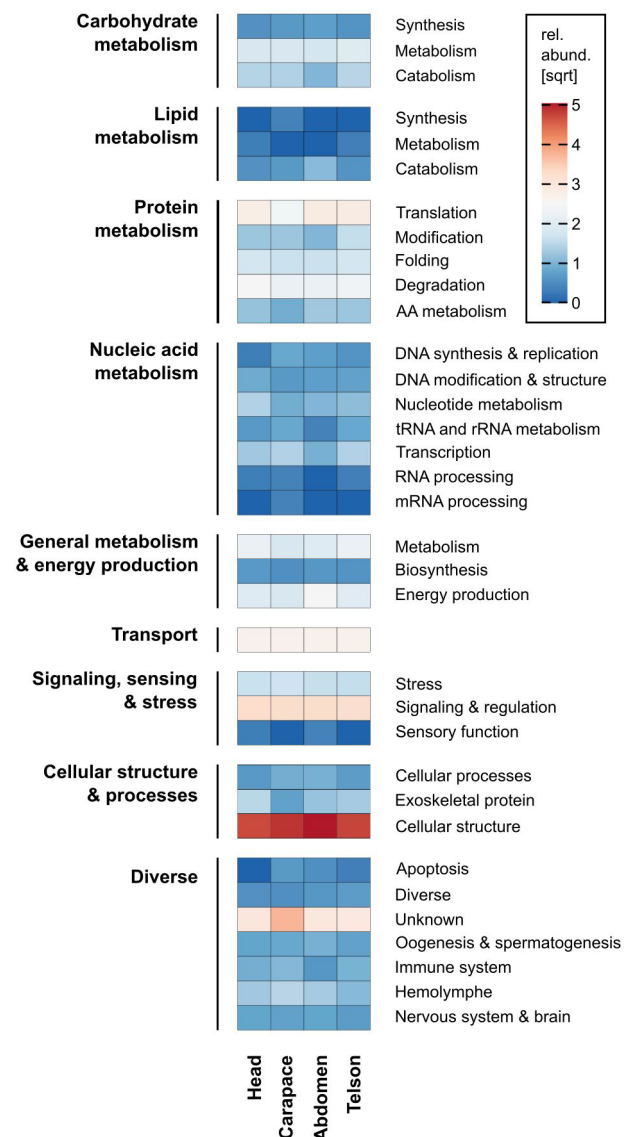 Carbohydrate
metabolism
Synthesis
Metabolism
Catabolism
rel.
abund.
[sqrt]
5
4
3
2
1
0
Lipid
metabolism
Synthesis
Metabolism
Catabolism
Protein
metabolism
Translation
Modification
Folding
Degradation
AA metabolism
Nucleic acid
metabolism
DNA synthesis & replication
DNA modification & structure
Nucleotide metabolism
tRNA and rRNA metabolism
Transcription
RNA processing
mRNA processing
General metabolism
& energy production
Metabolism
Biosynthesis
Energy production
Transport
Signaling, sensing
& stress
Stress
Signaling & regulation
Sensory function
Cellular structure
& processes
Cellular processes
Exoskeletal protein
Cellular structure
Diverse
Apoptosis
Diverse
Unknown
Oogenesis & spermatogenesis
Immune system
Hemolymphe
Nervous system & brain
Head
Carapace
Abdomen
Telson